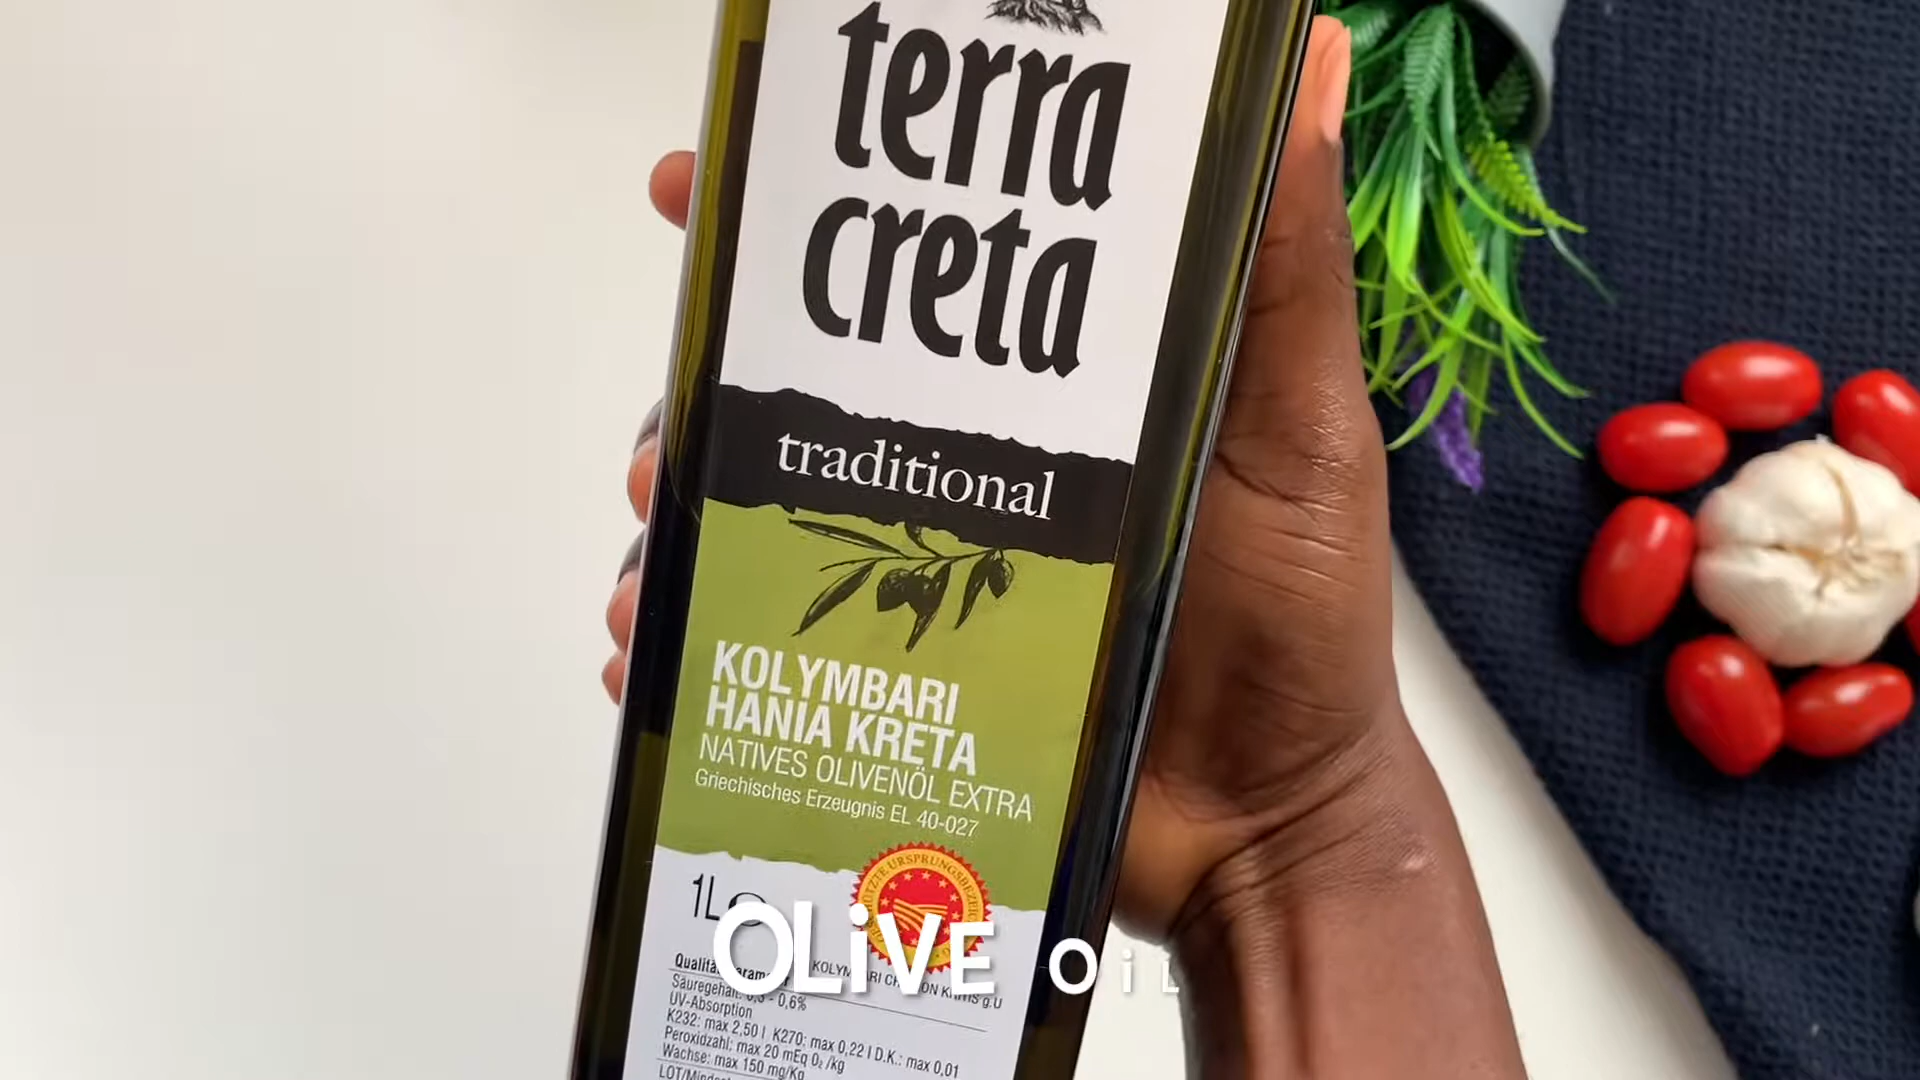 terra
creta
traditional
KOLYMBARI
HANIA KRETA
NATIVES OLIVENÖL EXTRA
Griechisches Erzeugnis EL 40-027
1L
OLiVE OiL
g.U
0,6%
UV-Absorption
K232: max 2,50 | K270: max 0,22 | D.K.: max 0,01
Peroxidzahl: max 20 mEq O₂ /kg
Wachse: max 150 mg/Kg